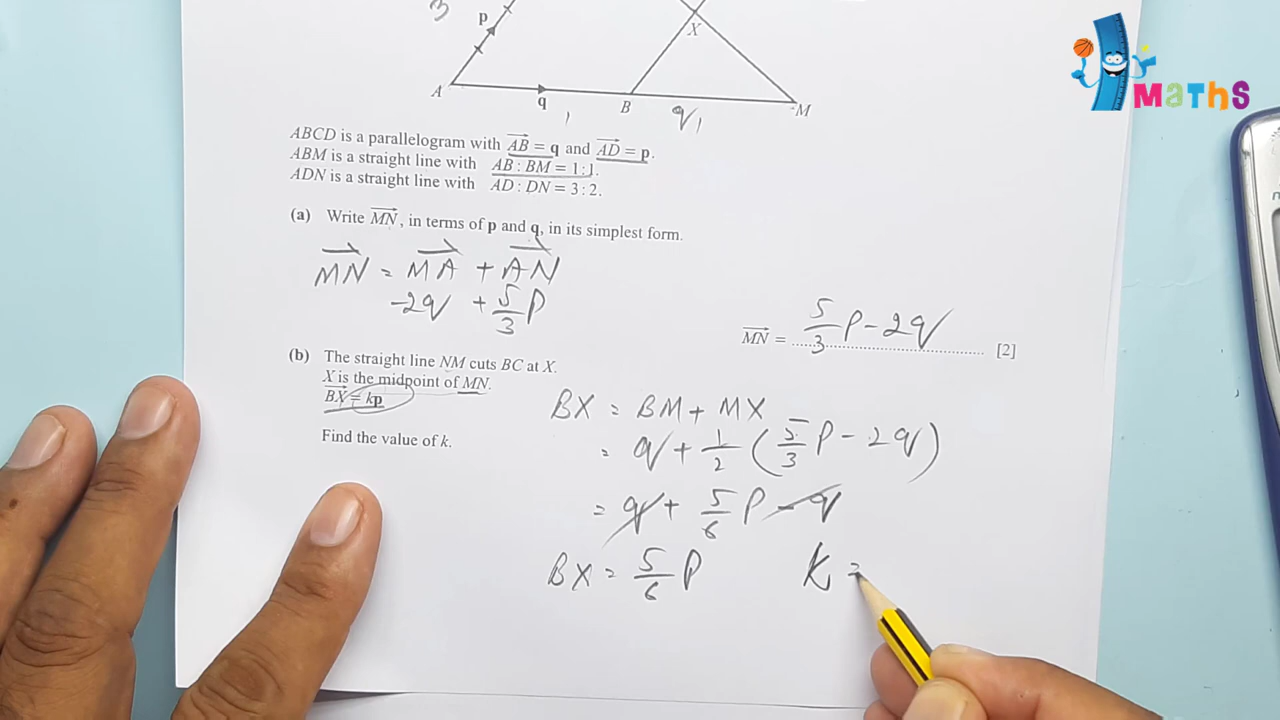 3
p
X
A
q
1
B
q 1
M
MATHS
ABCD is a parallelogram with AB = q and AD = p.
ABM is a straight line with AB : BM = 1 : 1.
ADN is a straight line with AD : DN = 3 : 2.
(a) Write MN, in terms of p and q, in its simplest form.
MN = MA + AN
-2q + 5/3 p
MN = 5/3 p - 2q [2]
(b) The straight line NM cuts BC at X.
X is the midpoint of MN.
BX = kp
Find the value of k.
BX = BM + MX
= q + 1/2 (5/3 p - 2q)
= q + 5/6 p - q
BX = 5/6 p K =